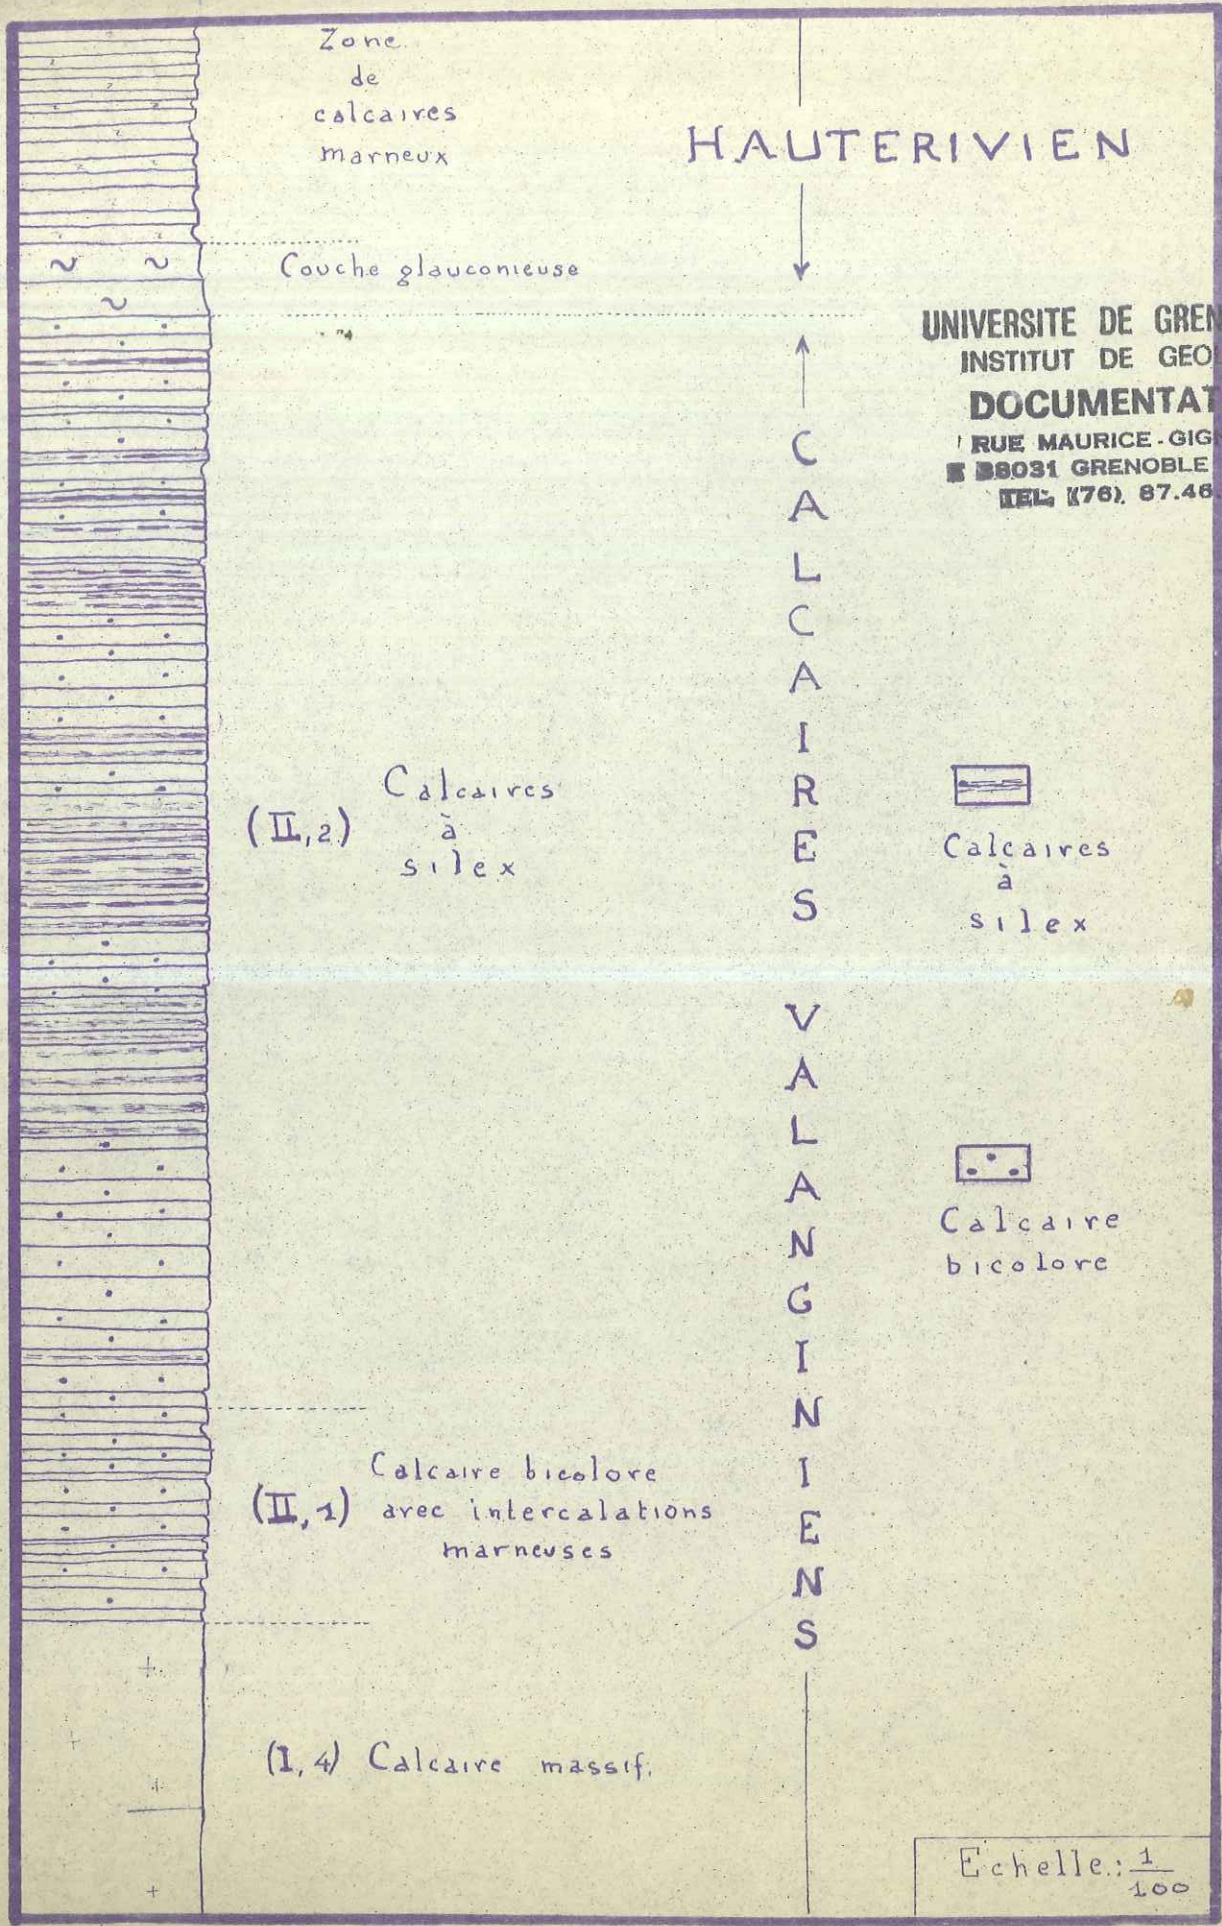 Zone
de
calcaires
marneux
HAUTERIVIEN
Couche glauconieuse
UNIVERSITE DE GREN
INSTITUT DE GEO
DOCUMENTAT
RUE MAURICE-GIG
38031 GRENOBLE
TEL. (76) 87.46
CALCAIRES VALANGINIENS
(II,2) Calcaires
à
silex
Calcaires
à
silex
Calcaire
bicolore
(II,1) Calcaire bicolore
avec intercalations
marneuses
(I,4) Calcaire massif.
Echelle.: 1/100